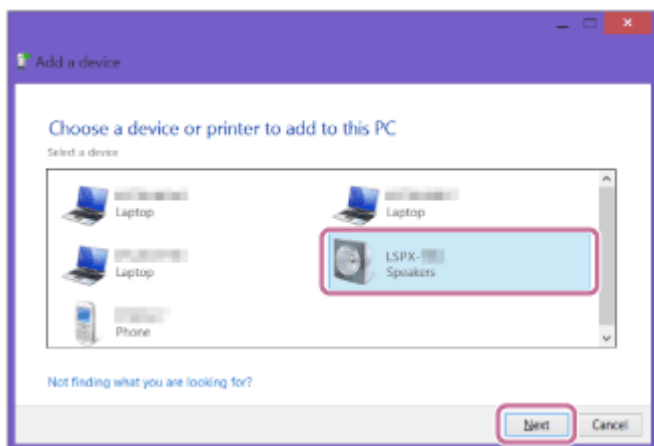 Add a device
Choose a device or printer to add to this PC
Select a device
Laptop
Laptop
Laptop
LSPX-
Speakers
Phone
Not finding what you are looking for?
Next
Cancel